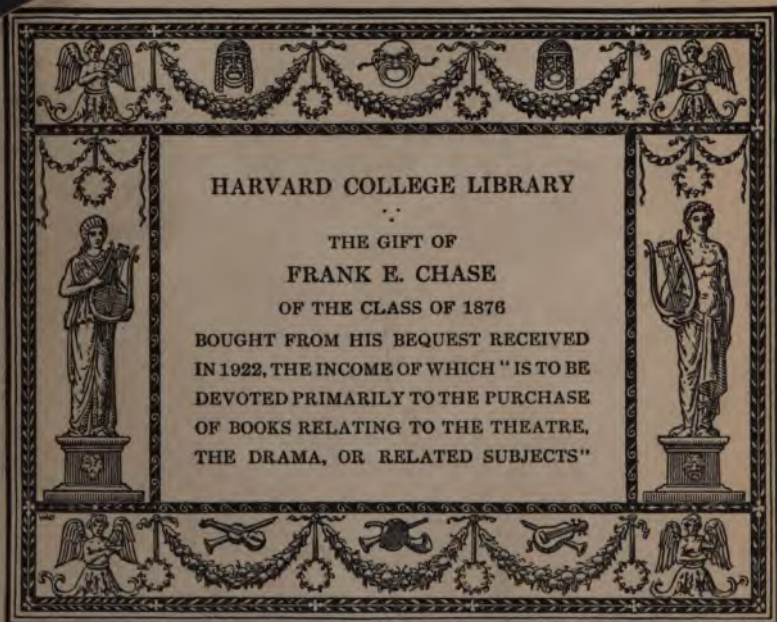 HARVARD COLLEGE LIBRARY
THE GIFT OF
FRANK E. CHASE
OF THE CLASS OF 1876
BOUGHT FROM HIS BEQUEST RECEIVED
IN 1922, THE INCOME OF WHICH "IS TO BE
DEVOTED PRIMARILY TO THE PURCHASE
OF BOOKS RELATING TO THE THEATRE,
THE DRAMA, OR RELATED SUBJECTS"